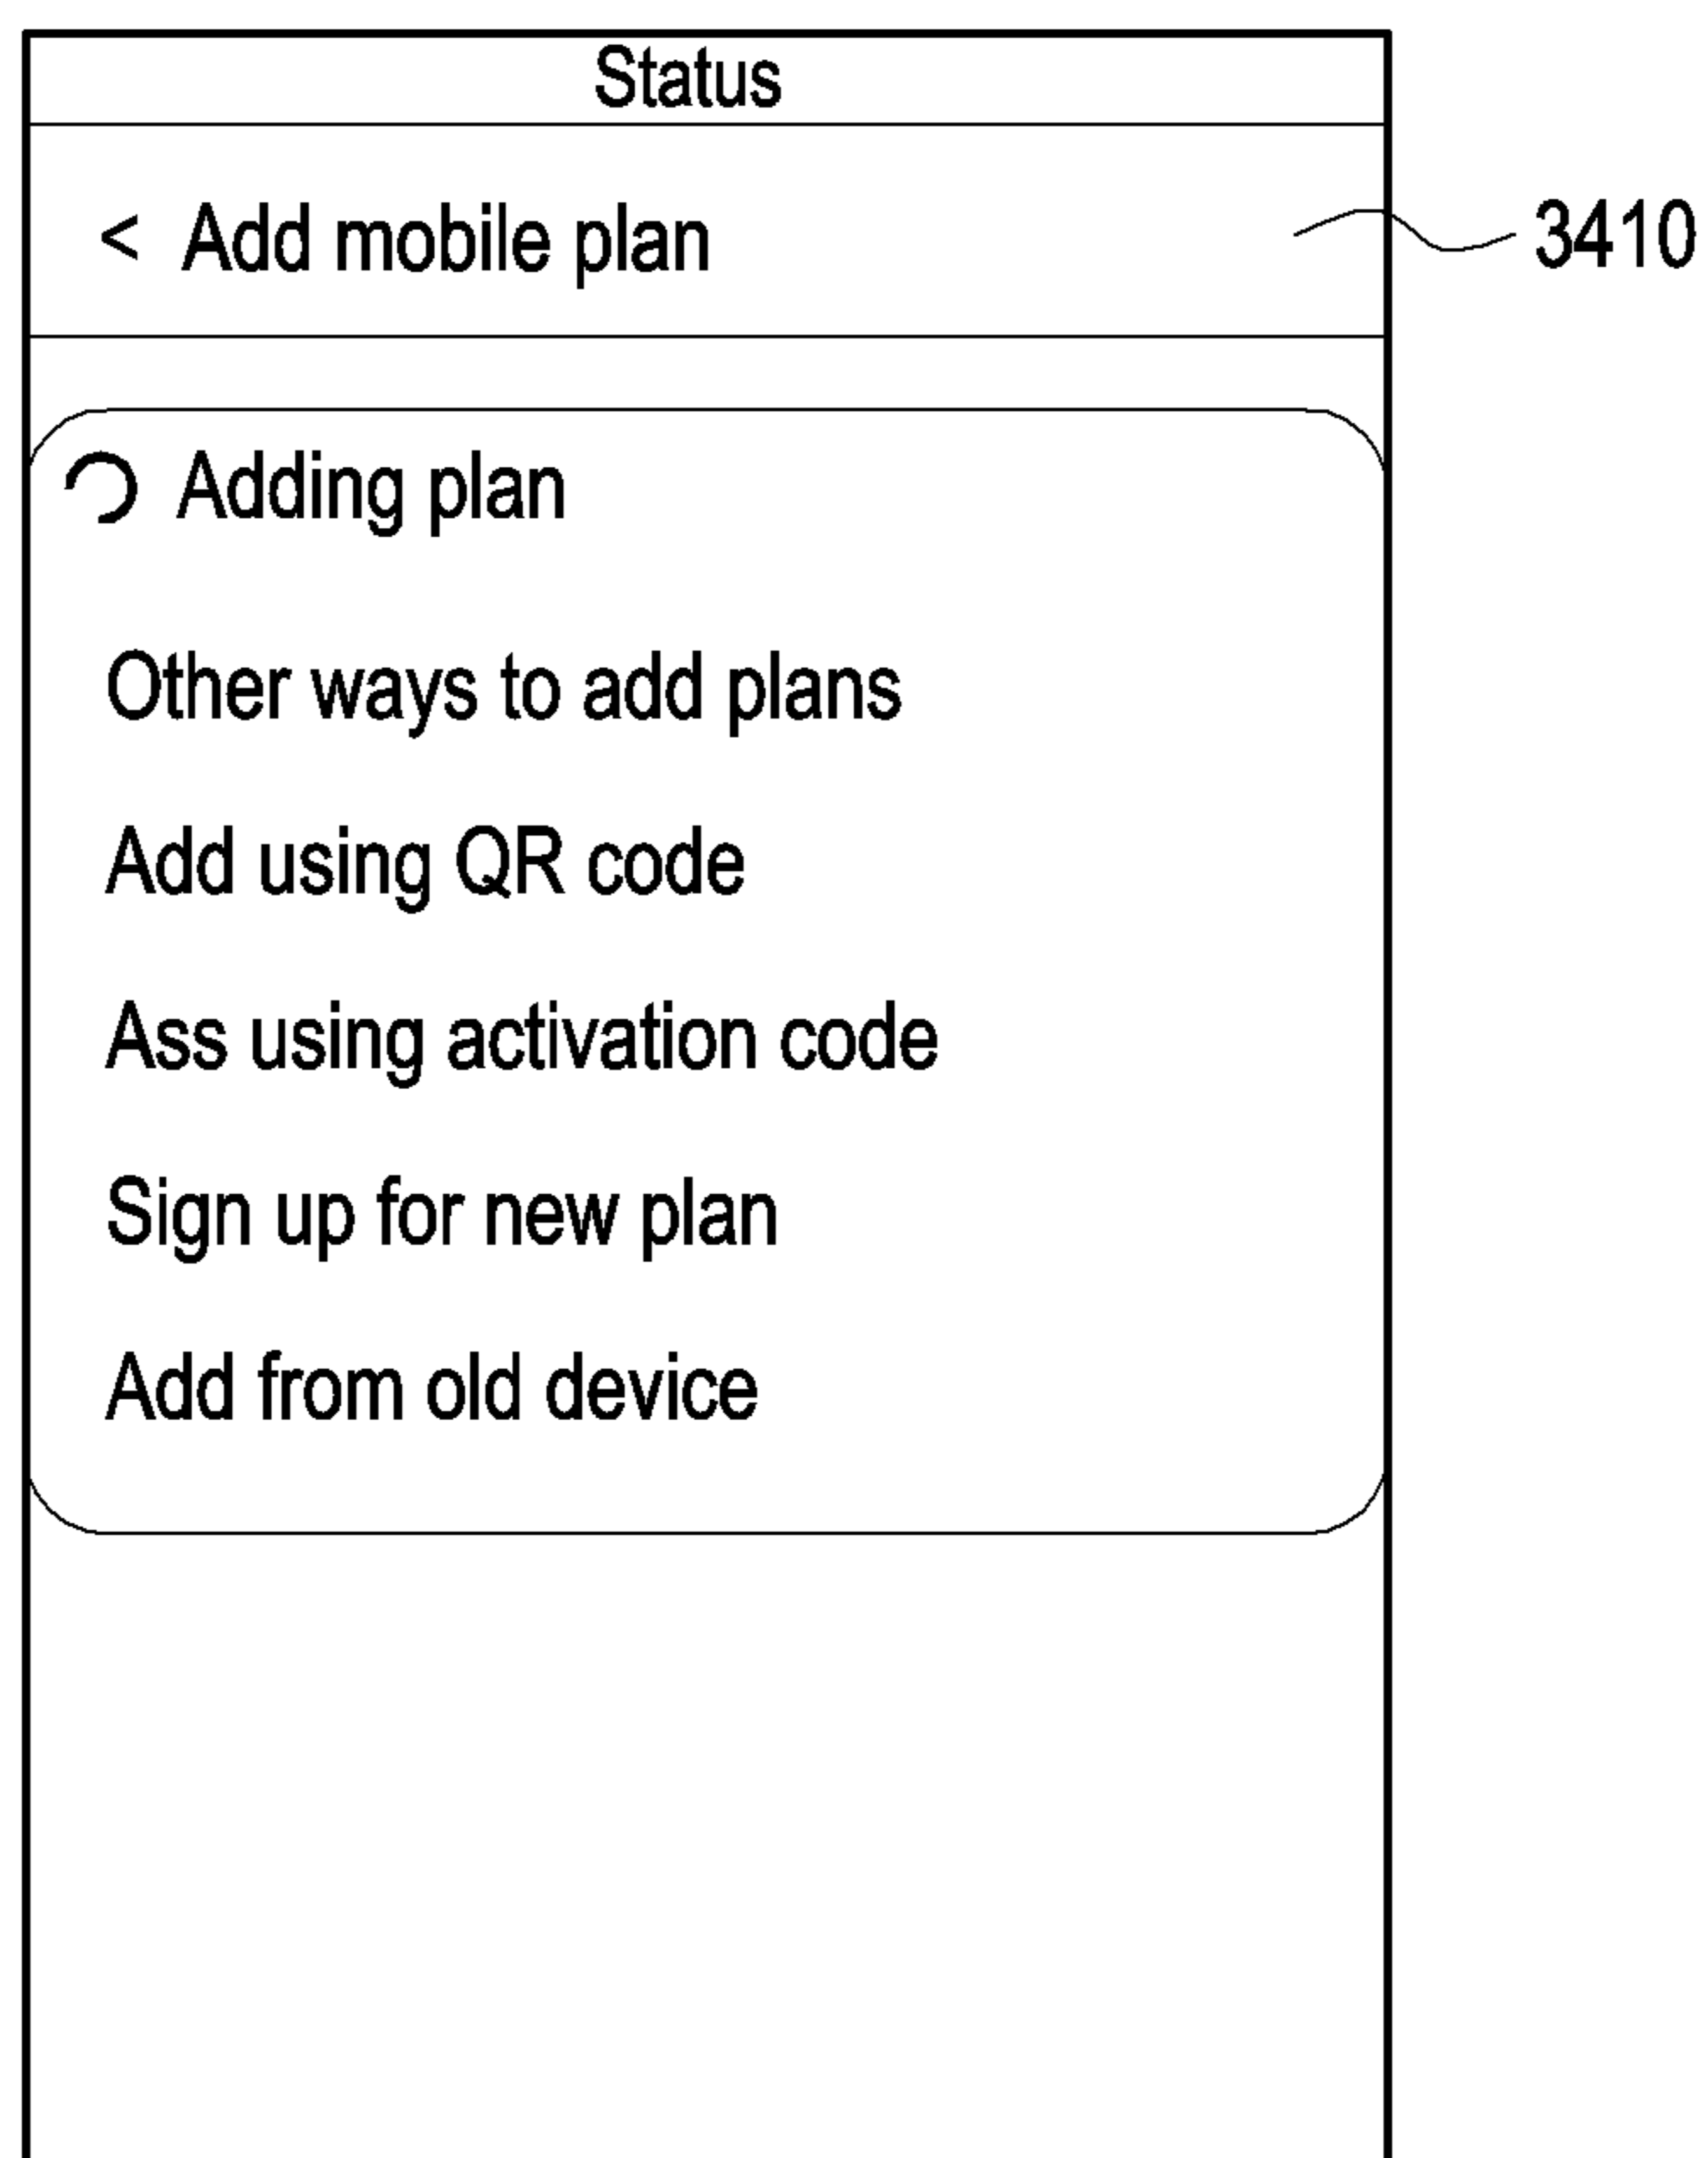 Status
< Add mobile plan
3410
Adding plan
Other ways to add plans
Add using QR code
Ass using activation code
Sign up for new plan
Add from old device